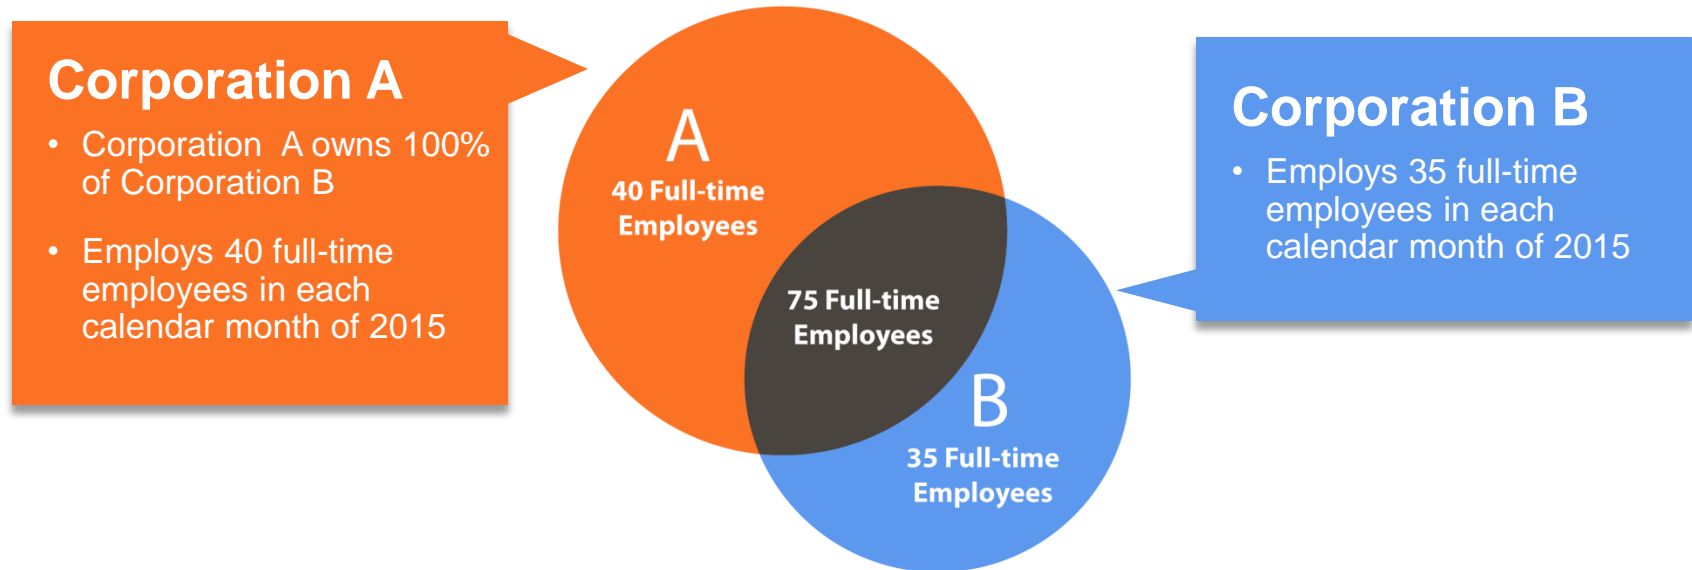 Corporation A
• Corporation A owns 100%
of Corporation B
• Employs 40 full-time
employees in each
calendar month of 2015
A
40 Full-time
Employees
75 Full-time
Employees
B
35 Full-time
Employees
Corporation B
• Employs 35 full-time
employees in each
calendar month of 2015